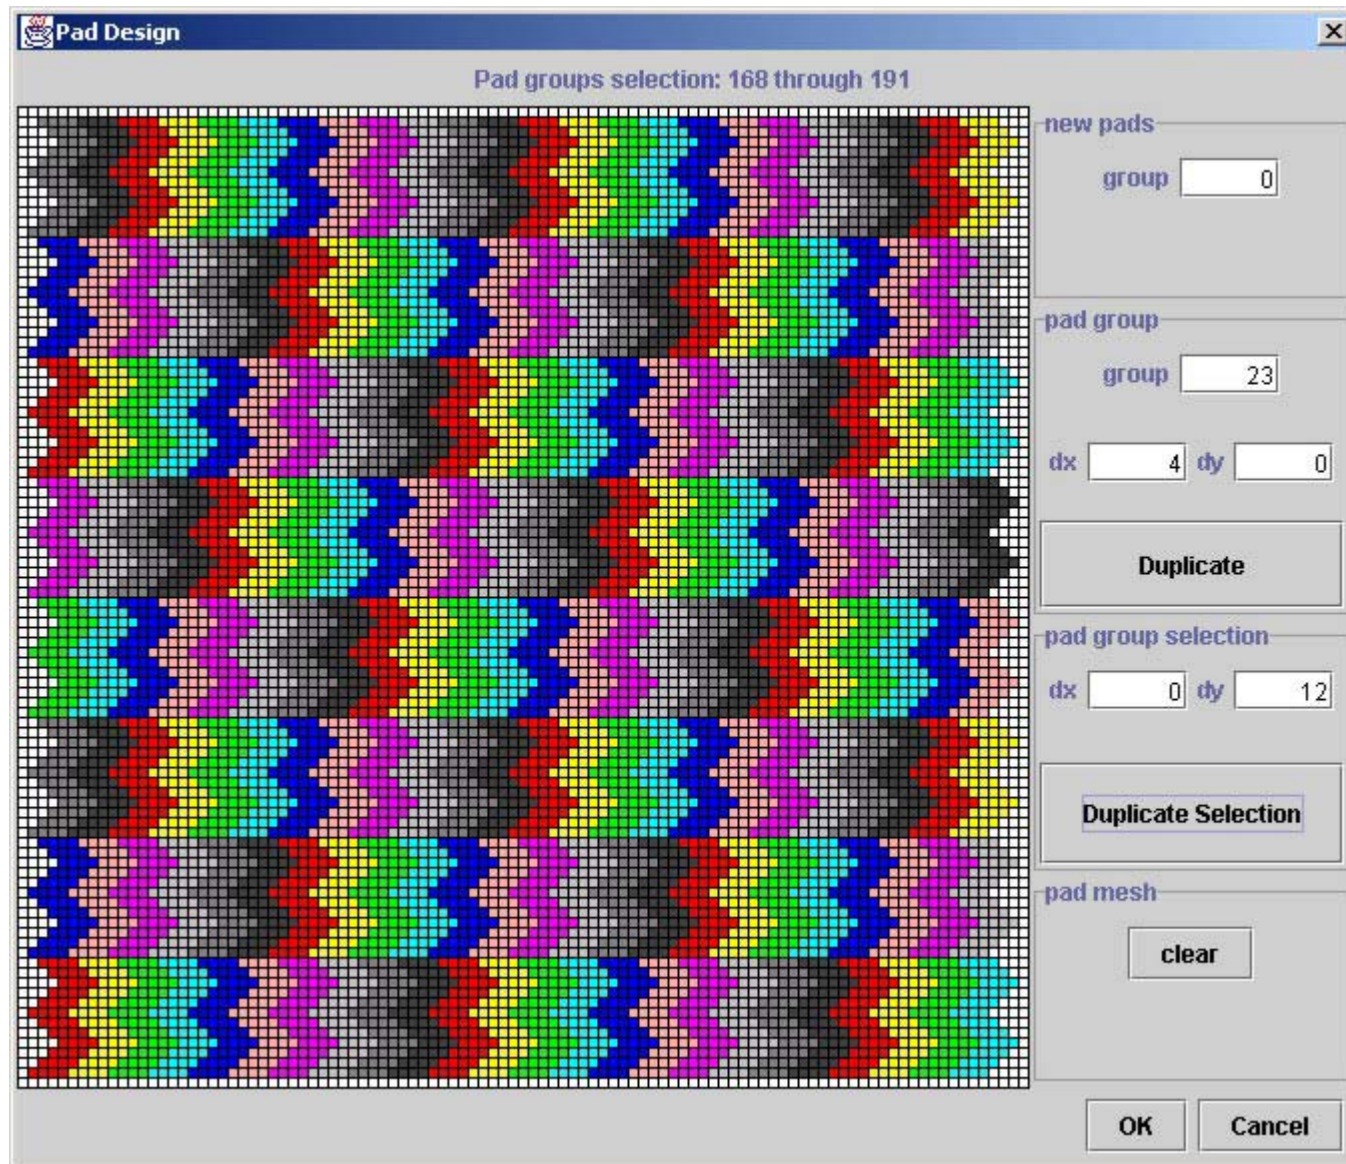 Pad Design
Pad groups selection: 168 through 191
new pads
group 0
pad group
group 23
dx 4 dy 0
Duplicate
pad group selection
dx 0 dy 12
Duplicate Selection
pad mesh
clear
OK Cancel